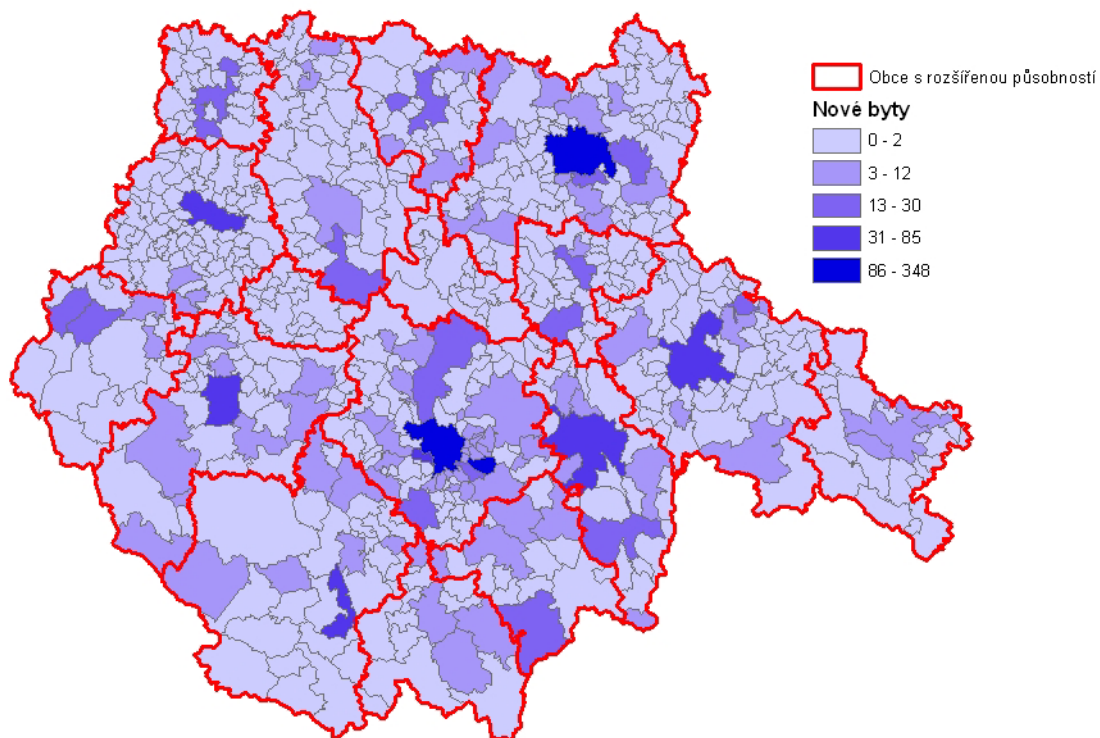 Obce s rozšířenou působností
Nové byty
0 - 2
3 - 12
13 - 30
31 - 85
86 - 348